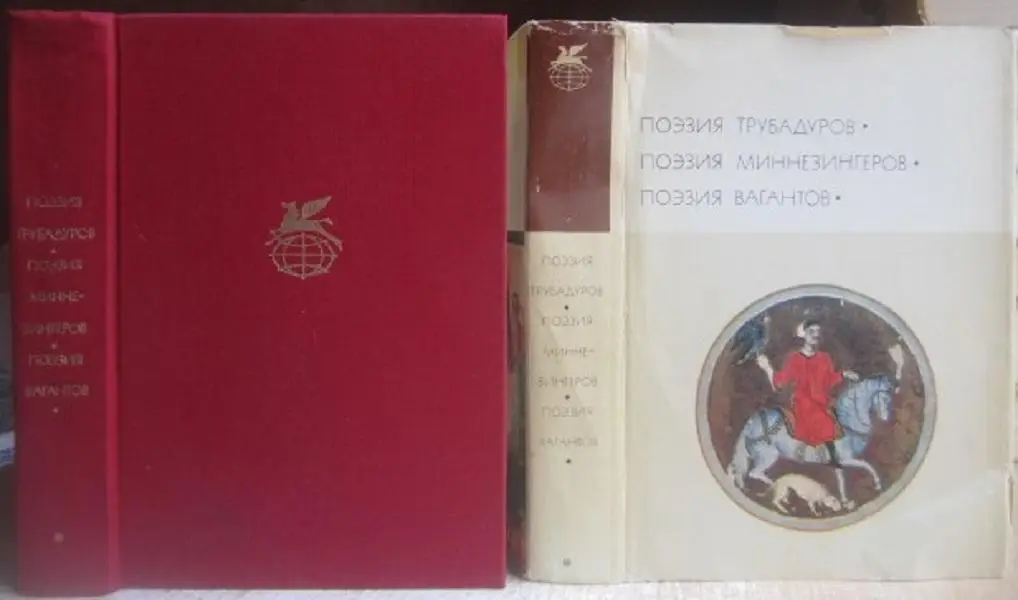 ПОЭЗИЯ
ТРУБАДУРОВ
•
ПОЭЗИЯ
МИННЕ-
ЗИНГЕРОВ
•
ПОЭЗИЯ
ВАГАНТОВ
•
ПОЭЗИЯ
ТРУБАДУРОВ
•
ПОЭЗИЯ
МИННЕ-
ЗИНГЕРОВ
•
ПОЭЗИЯ
ВАГАНТОВ
•
ПОЭЗИЯ ТРУБАДУРОВ •
ПОЭЗИЯ МИННЕЗИНГЕРОВ •
ПОЭЗИЯ ВАГАНТОВ •